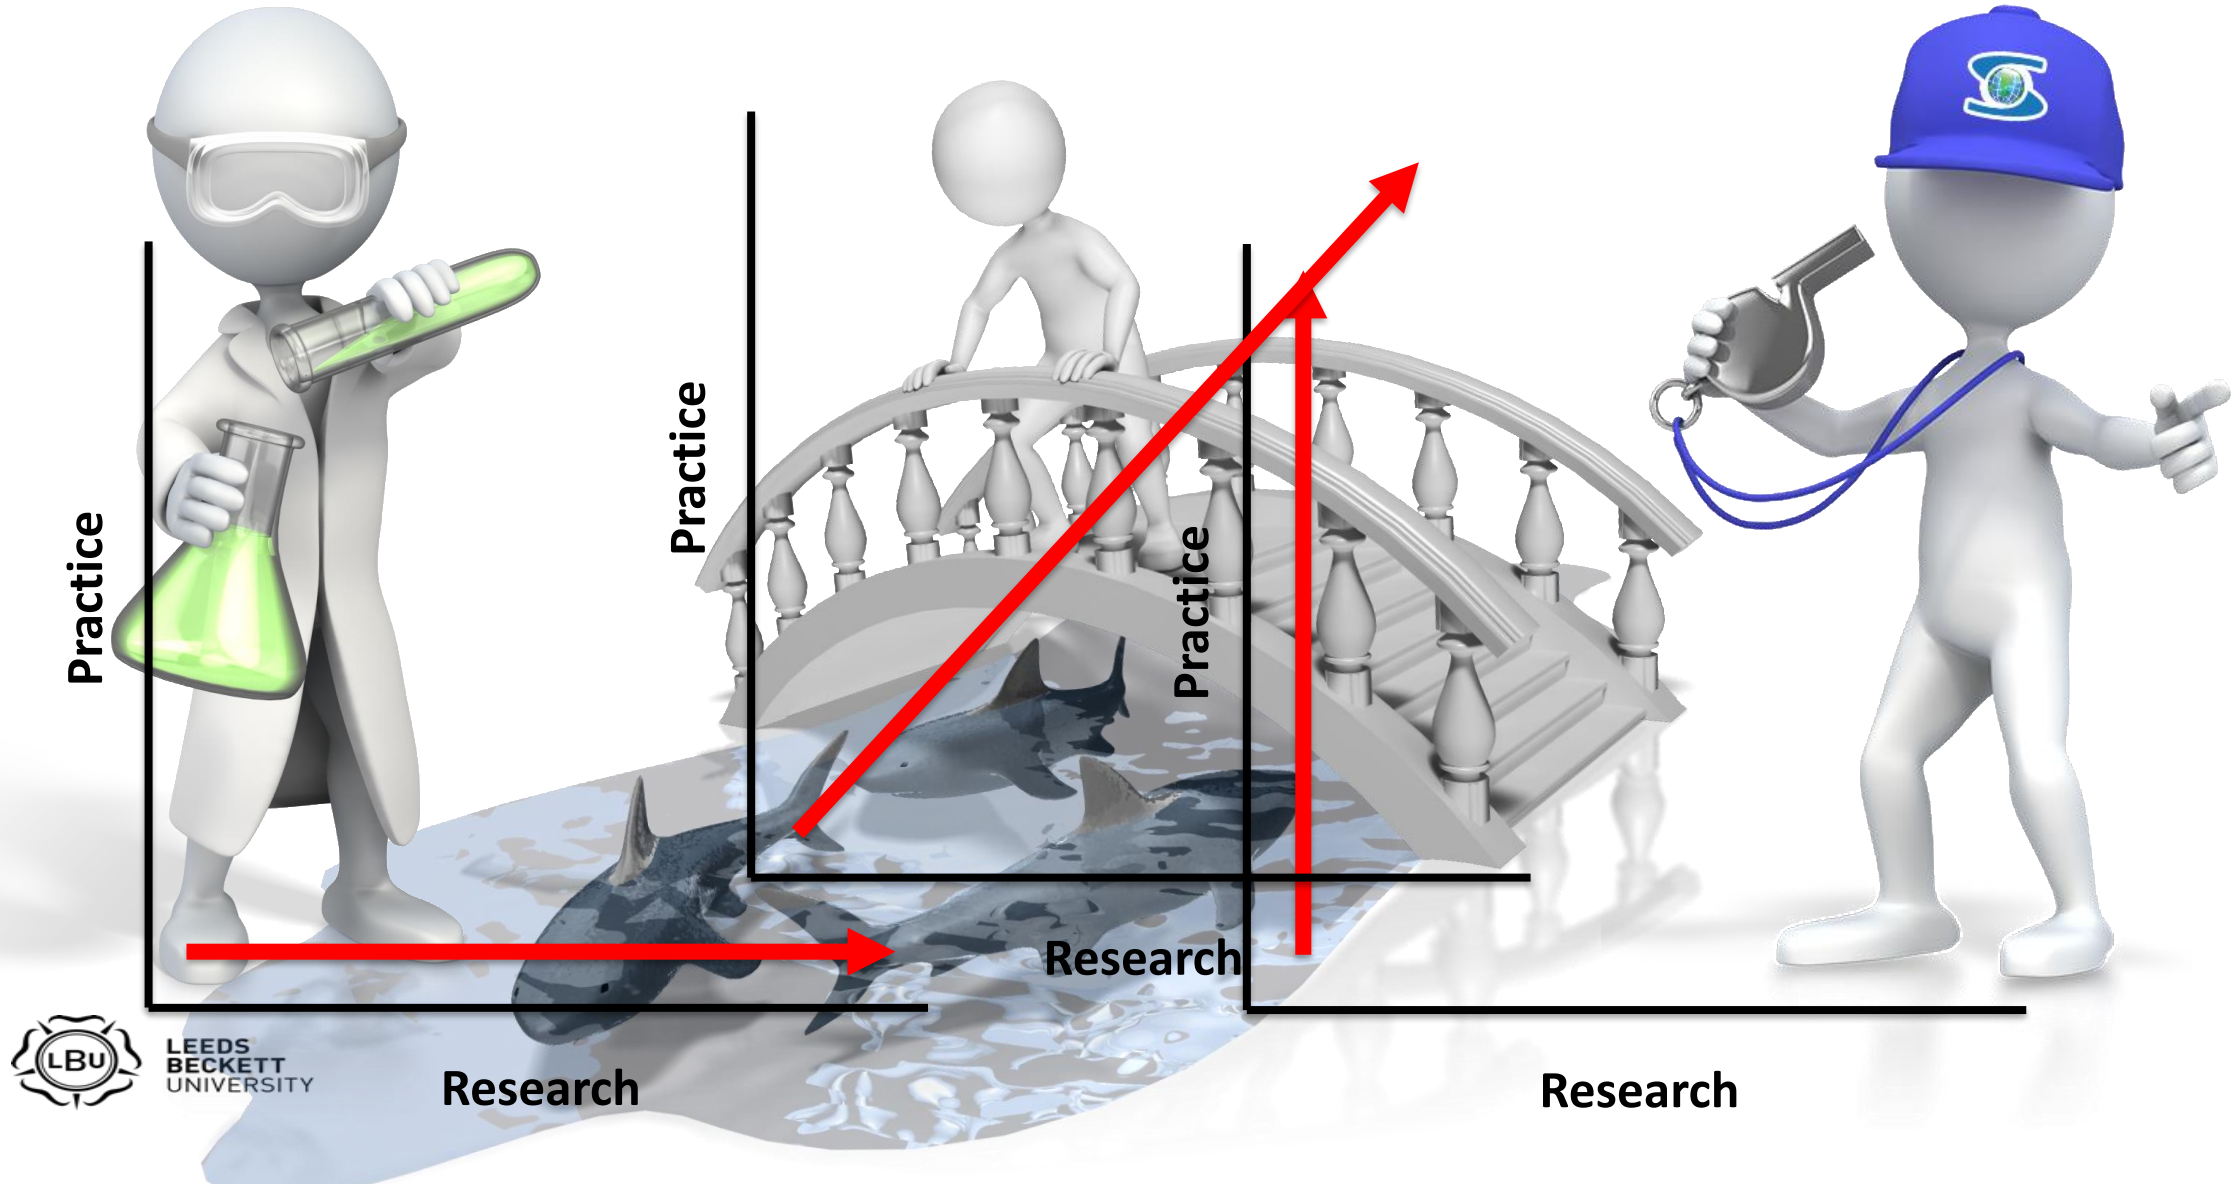 Practice
Practice
Practice
Research
LBU
LEEDS
BECKETT
UNIVERSITY
Research
Research